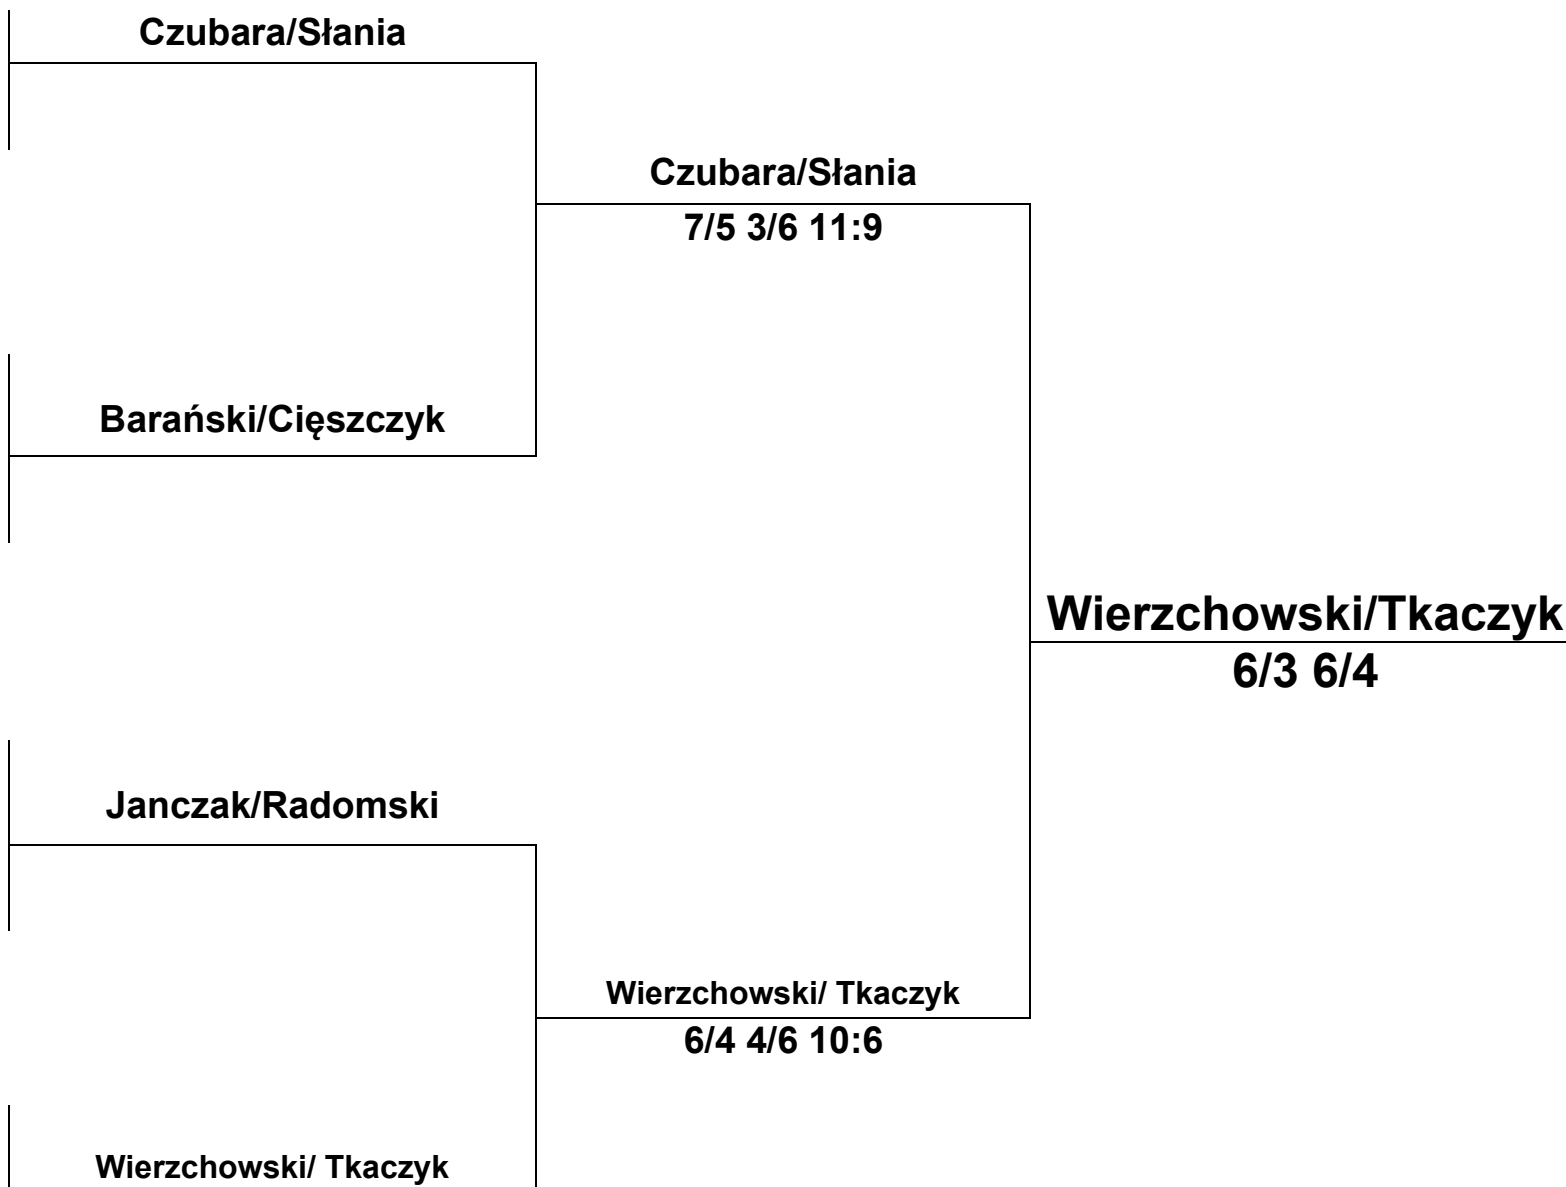 Czubara/Słania
Czubara/Słania
7/5 3/6 11:9
Barański/Cięszczyk
Wierzchowski/Tkaczyk
6/3 6/4
Janczak/Radomski
Wierzchowski/ Tkaczyk
6/4 4/6 10:6
Wierzchowski/ Tkaczyk